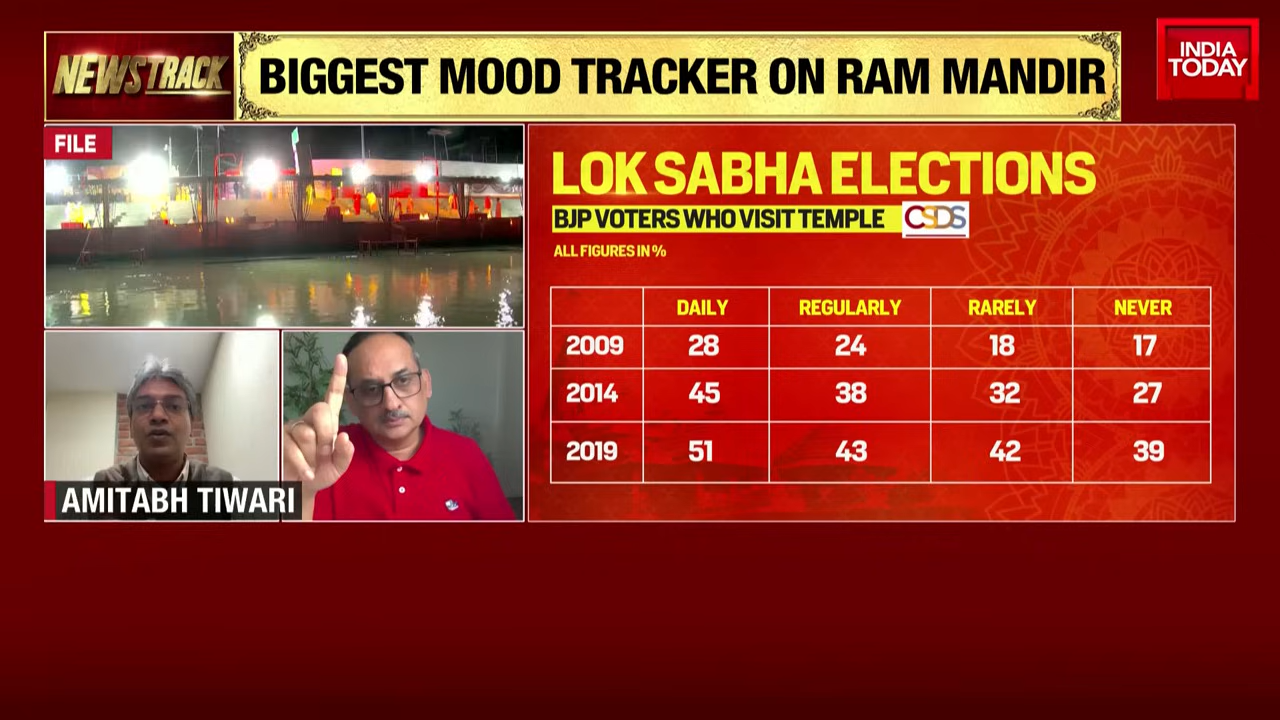 NEWSTRACK
BIGGEST MOOD TRACKER ON RAM MANDIR
INDIA
TODAY
FILE
LOK SABHA ELECTIONS
BJP VOTERS WHO VISIT TEMPLE CSDS
ALL FIGURES IN %
DAILY REGULARLY RARELY NEVER
2009 28 24 18 17
2014 45 38 32 27
2019 51 43 42 39
AMITABH TIWARI